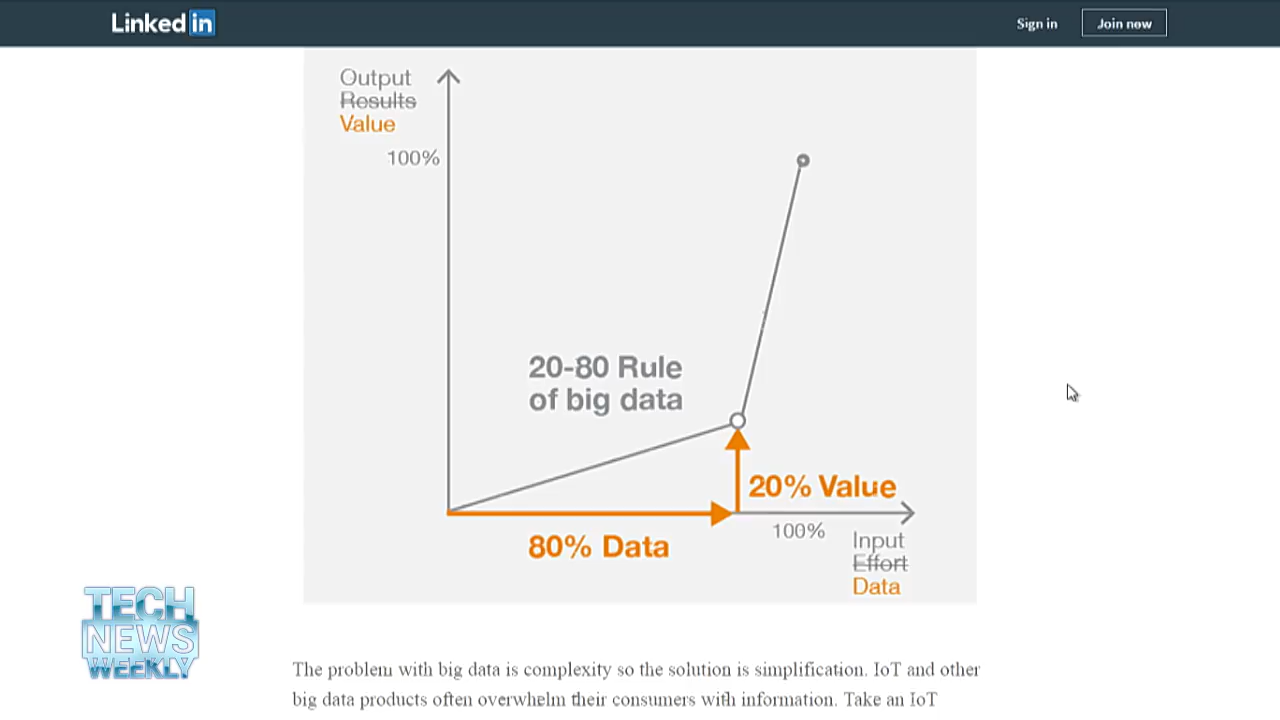 Linked in
Sign in
Join now
Output
Results
Value
100%
20-80 Rule
of big data
20% Value
80% Data
100%
Input
Effort
Data
TECH
NEWS
WEEKLY
The problem with big data is complexity so the solution is simplification. IoT and other
big data products often overwhelm their consumers with information. Take an IoT